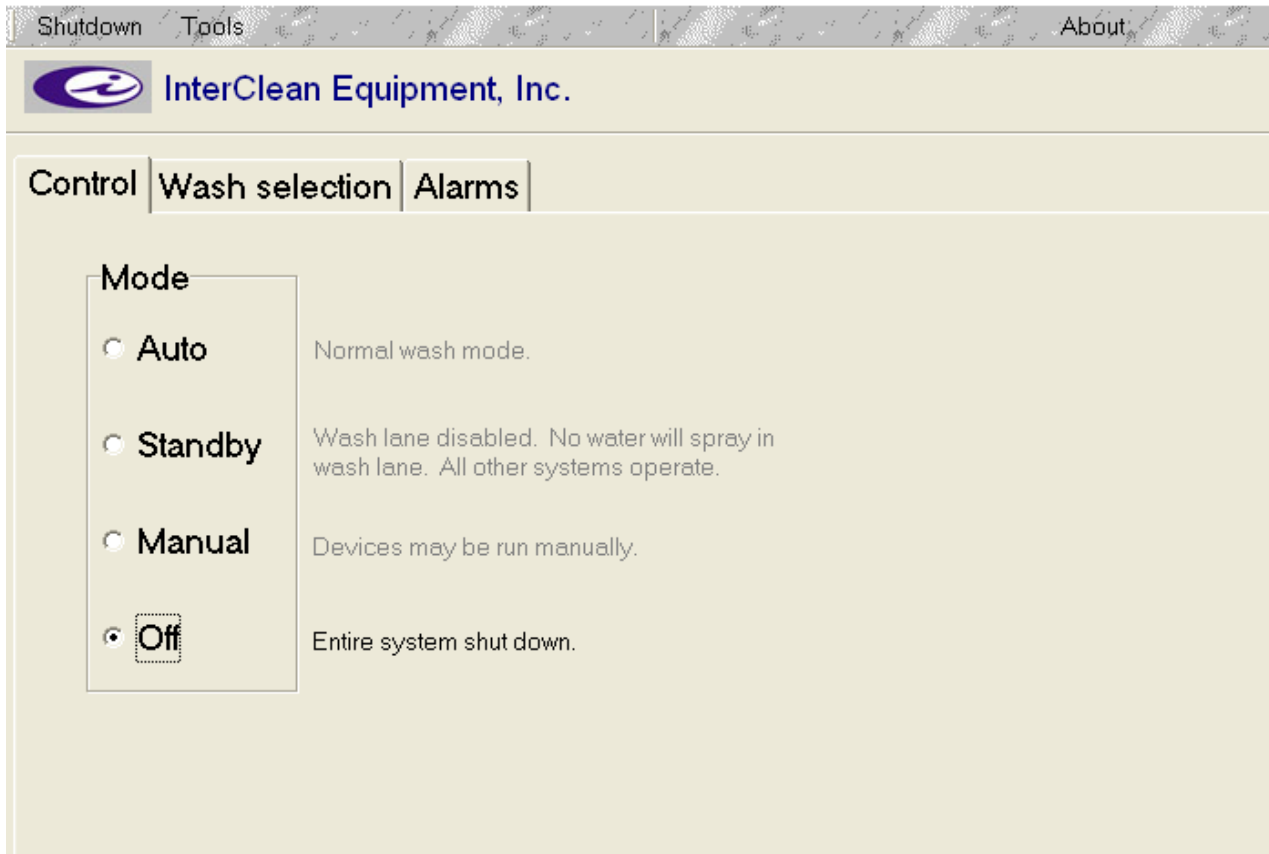 Shutdown Tools About
InterClean Equipment, Inc.
Control Wash selection Alarms
Mode
Auto Normal wash mode.
Standby Wash lane disabled. No water will spray in
wash lane. All other systems operate.
Manual Devices may be run manually.
Off Entire system shut down.